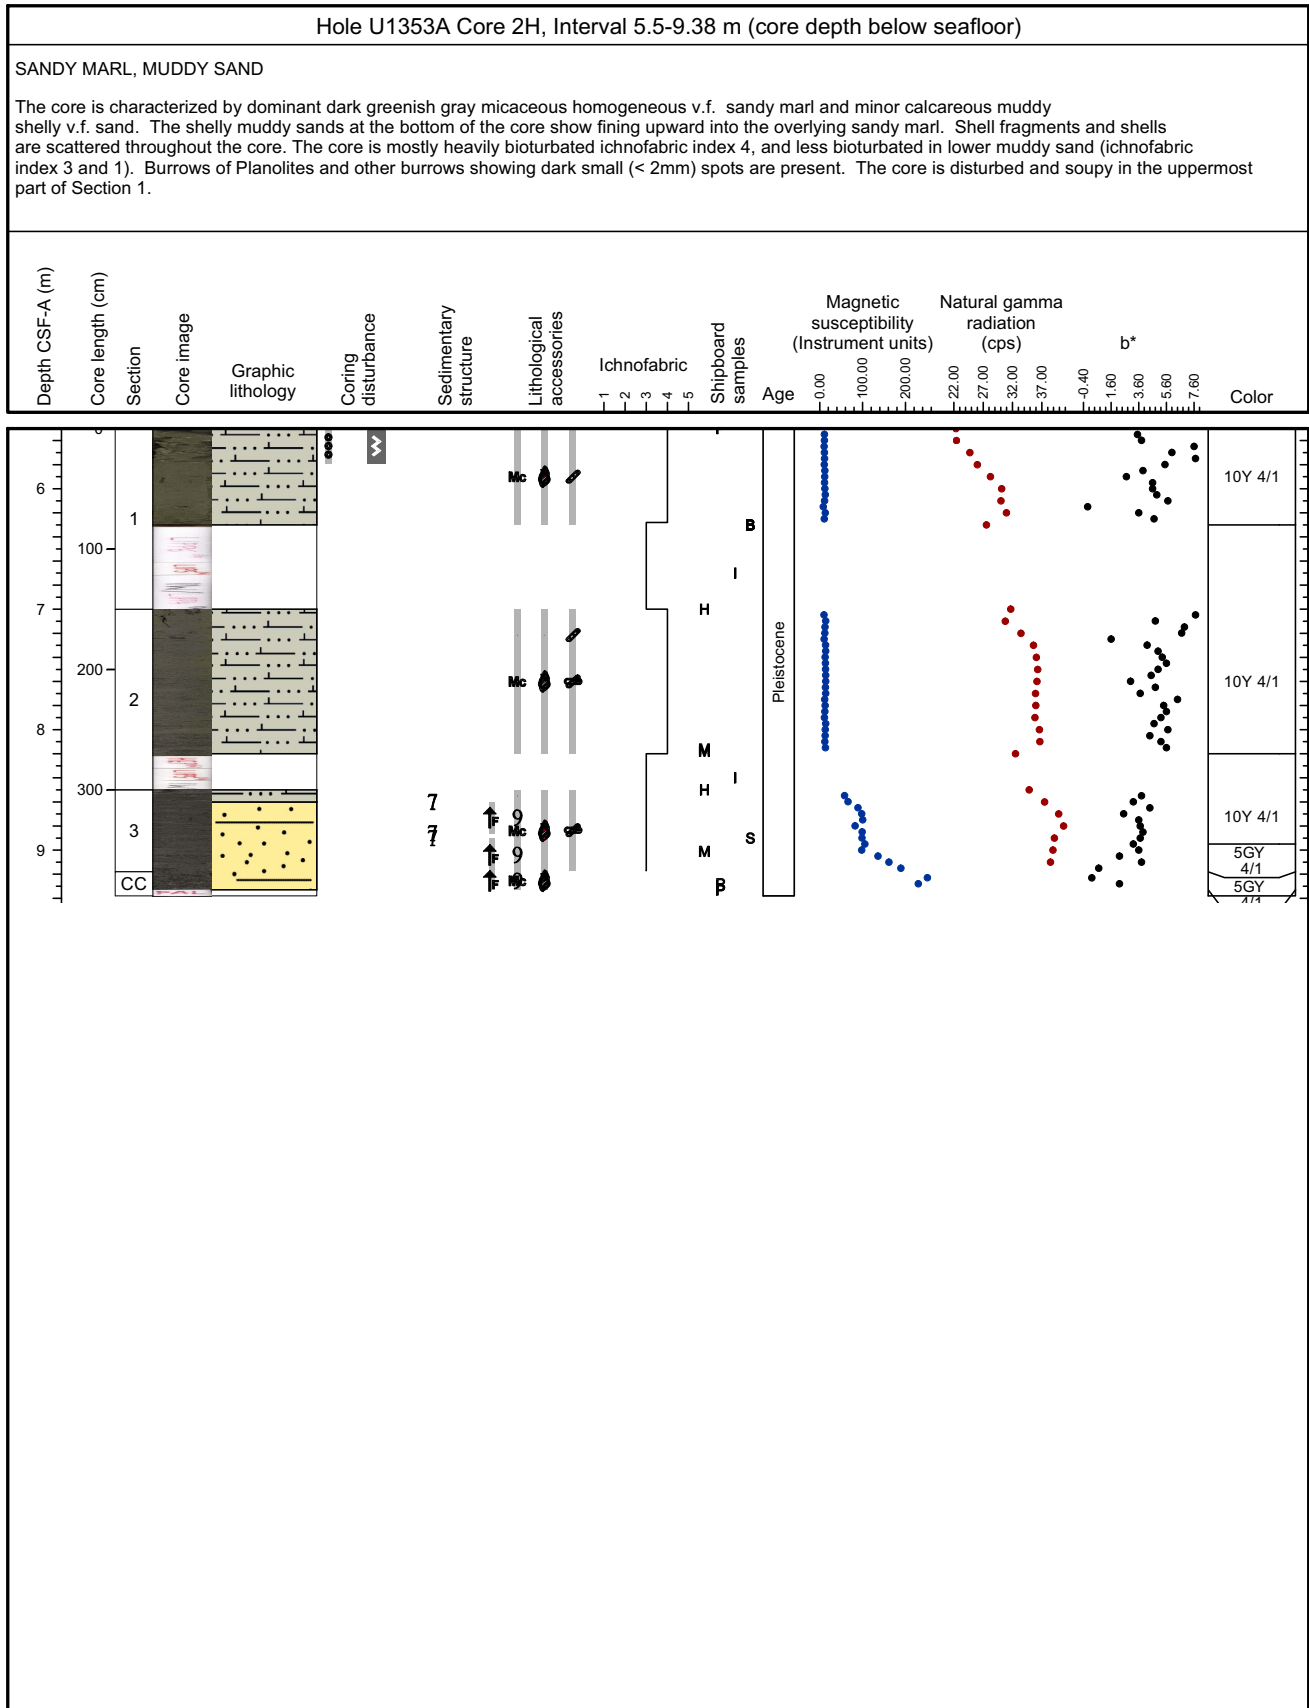 Hole U1353A Core 2H, Interval 5.5-9.38 m (core depth below seafloor)
SANDY MARL, MUDDY SAND
The core is characterized by dominant dark greenish gray micaceous homogeneous v.f. sandy marl and minor calcareous muddy
shelly v.f. sand. The shelly muddy sands at the bottom of the core show fining upward into the overlying sandy marl. Shell fragments and shells
are scattered throughout the core. The core is mostly heavily bioturbated ichnofabric index 4, and less bioturbated in lower muddy sand (ichnofabric
index 3 and 1). Burrows of Planolites and other burrows showing dark small (< 2mm) spots are present. The core is disturbed and soupy in the uppermost
part of Section 1.
Depth CSF-A (m)
Core length (cm)
Section
Core image
Graphic
lithology
Coring
disturbance
Sedimentary
structure
Lithological
accessories
Ichnofabric
1 2 3 4 5
Shipboard
samples
Age
Magnetic
susceptibility
(Instrument units)
0.00 100.00 200.00
Natural gamma
radiation
(cps)
22.00 27.00 32.00 37.00
b*
-0.40 1.60 3.60 5.60 7.60
Color
6 Mc 10Y 4/1
1 B
100
I
7 H
Pleistocene
200 Mc 10Y 4/1
2
8 M
I
300 H
7 F 9 10Y 4/1
3 7 7 Mc S
9 F 9 M 5GY
4/1
CC F Mc 5GY
4/1
PAL